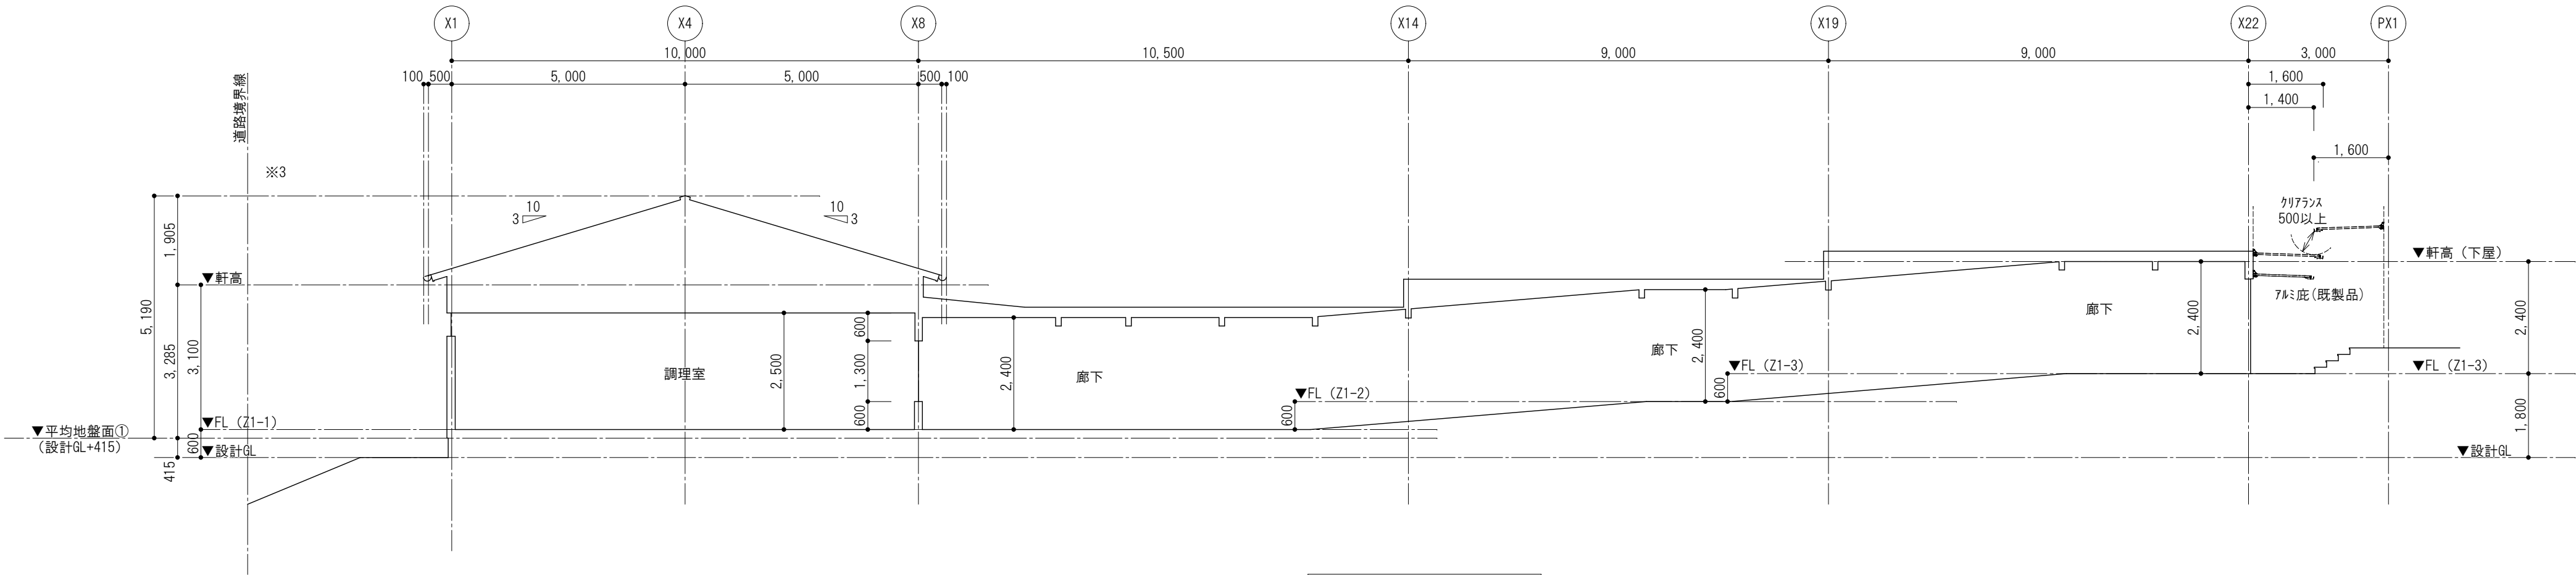 X1
X4
X8
X14
X19
X22
PX1
10,000
10,500
9,000
9,000
3,000
100
500
5,000
5,000
500
100
1,600
1,400
1,600
道路境界線
※3
10
3
10
3
クリアランス
500以上
▼軒高
▼軒高(下屋)
アルミ庇(既製品)
1,905
5,190
3,285
3,100
600
415
調理室
2,500
600
1,300
600
2,400
廊下
600
▼FL (Z1-2)
廊下
2,400
600
▼FL (Z1-3)
廊下
2,400
2,400
▼FL (Z1-3)
1,800
▼FL (Z1-1)
▼平均地盤面①
(設計GL+415)
▼設計GL
▼設計GL